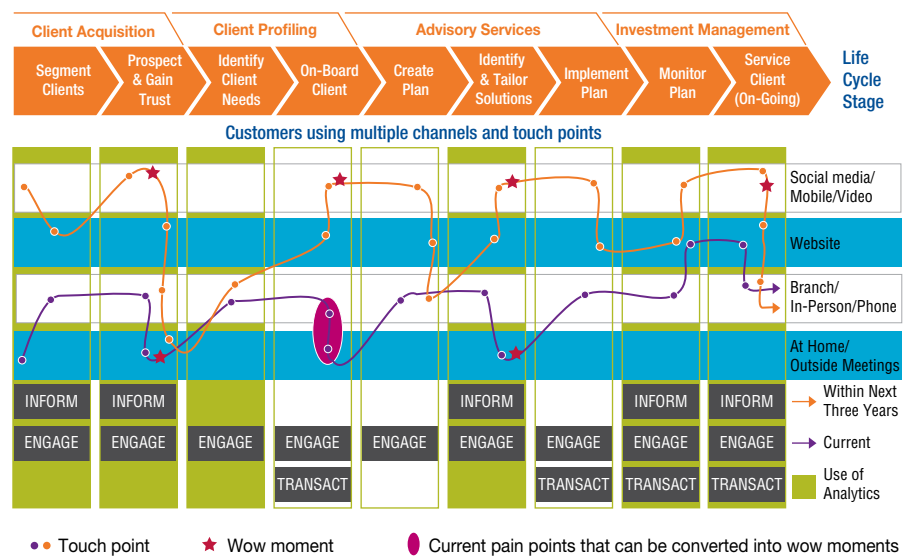 Client Acquisition
Client Profiling
Advisory Services
Investment Management
Segment
Clients
Prospect
& Gain
Trust
Identify
Client
Needs
On-Board
Client
Create
Plan
Identify
& Tailor
Solutions
Implement
Plan
Monitor
Plan
Service
Client
(On-Going)
Life
Cycle
Stage
Customers using multiple channels and touch points
Social media/
Mobile/Video
Website
Branch/
In-Person/Phone
At Home/
Outside Meetings
INFORM INFORM INFORM INFORM INFORM
Within Next
Three Years
ENGAGE ENGAGE ENGAGE ENGAGE ENGAGE ENGAGE ENGAGE ENGAGE ENGAGE
Current
TRANSACT TRANSACT TRANSACT TRANSACT
Use of
Analytics
Touch point
Wow moment
Current pain points that can be converted into wow moments